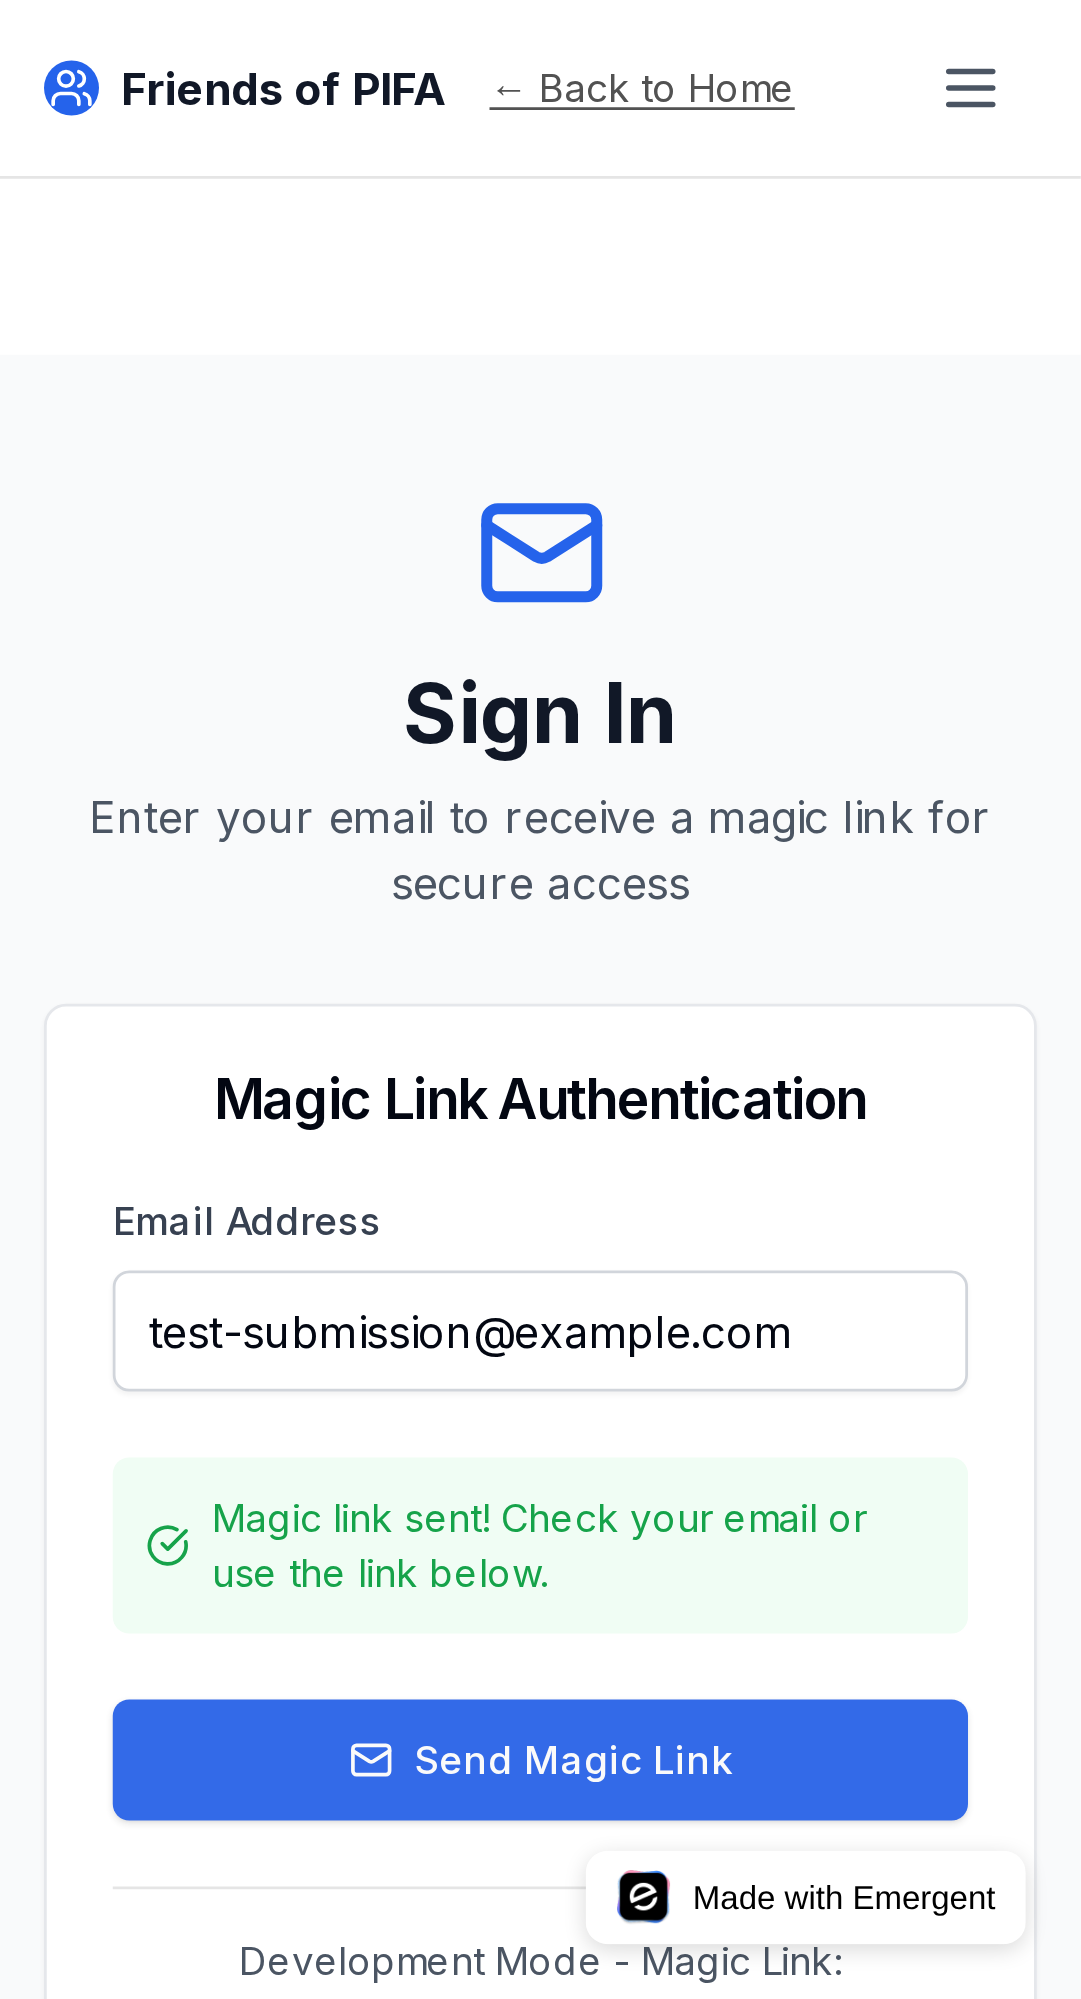 Friends of PIFA
← Back to Home
Sign In
Enter your email to receive a magic link for
secure access
Magic Link Authentication
Email Address
test-submission@example.com
Magic link sent! Check your email or
use the link below.
Send Magic Link
Made with Emergent
Development Mode - Magic Link: